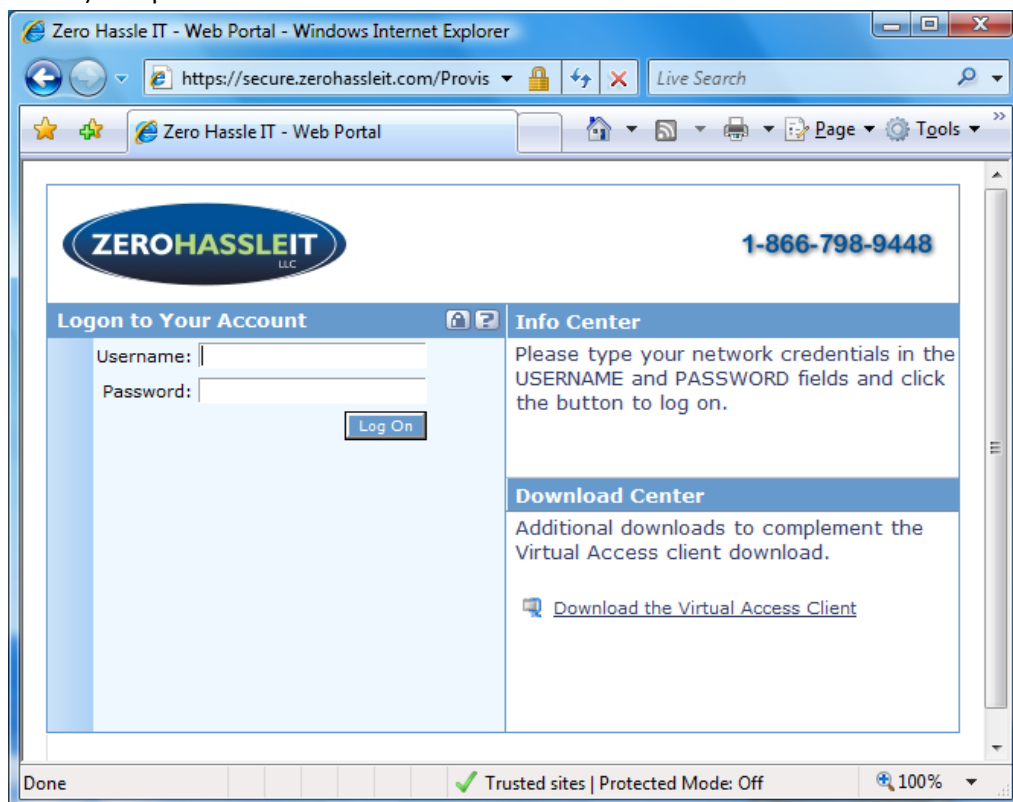 Zero Hassle IT - Web Portal - Windows Internet Explorer
https://secure.zerohassleit.com/Provis
Live Search
Zero Hassle IT - Web Portal
Page
Tools
ZEROHASSLEIT
LLC
1-866-798-9448
Logon to Your Account
Username:
Password:
Log On
Info Center
Please type your network credentials in the
USERNAME and PASSWORD fields and click
the button to log on.
Download Center
Additional downloads to complement the
Virtual Access client download.
Download the Virtual Access Client
Done
Trusted sites | Protected Mode: Off
100%